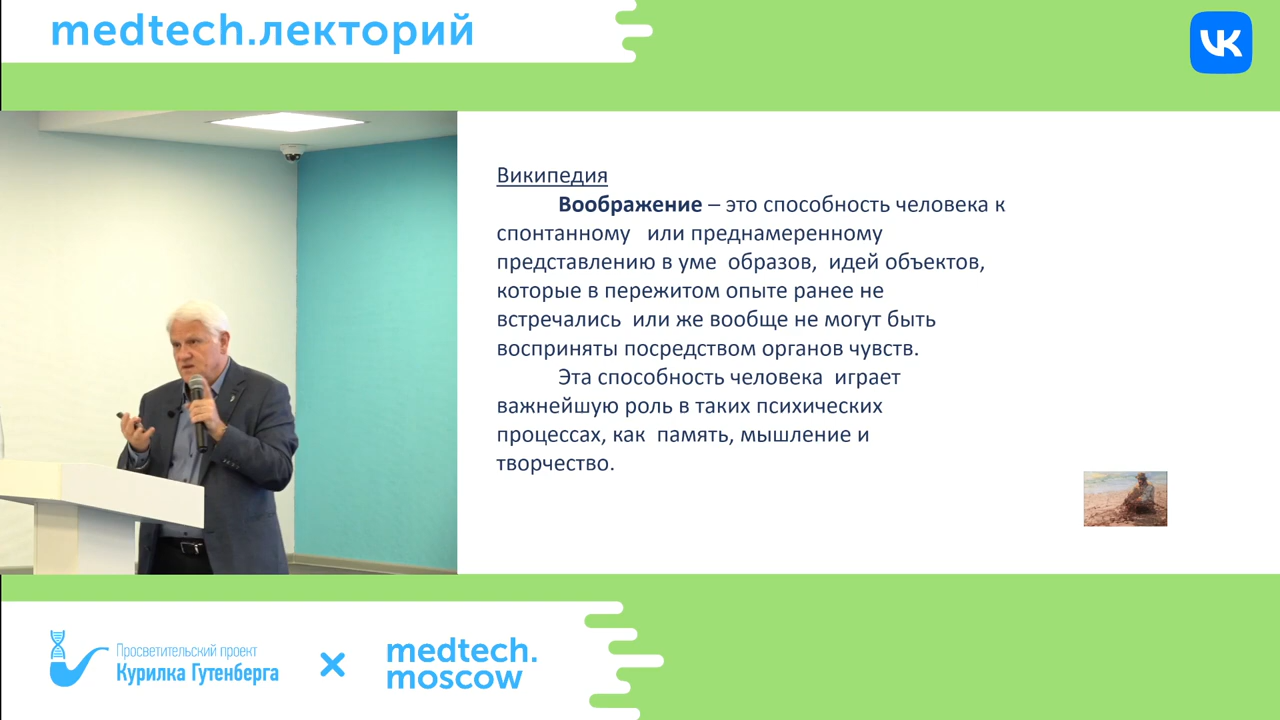 medtech.лекторий
VK
Википедия
Воображение – это способность человека к
спонтанному или преднамеренному
представлению в уме образов, идей объектов,
которые в пережитом опыте ранее не
встречались или же вообще не могут быть
восприняты посредством органов чувств.
Эта способность человека играет
важнейшую роль в таких психических
процессах, как память, мышление и
творчество.
Просветительский проект
Курилка Гутенберга
×
medtech.
moscow